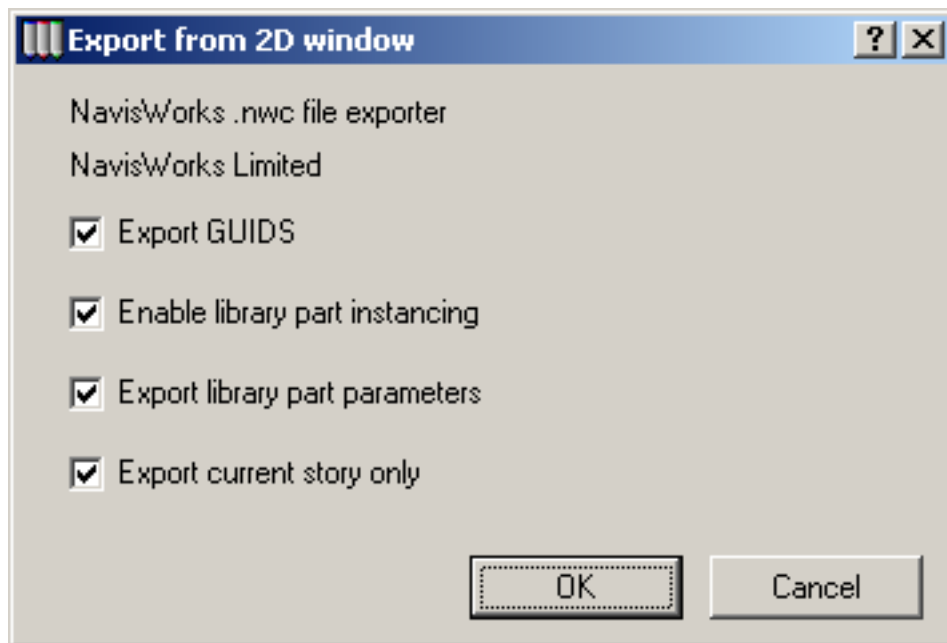 Export from 2D window
NavisWorks .nwc file exporter
NavisWorks Limited
Export GUIDS
Enable library part instancing
Export library part parameters
Export current story only
OK
Cancel